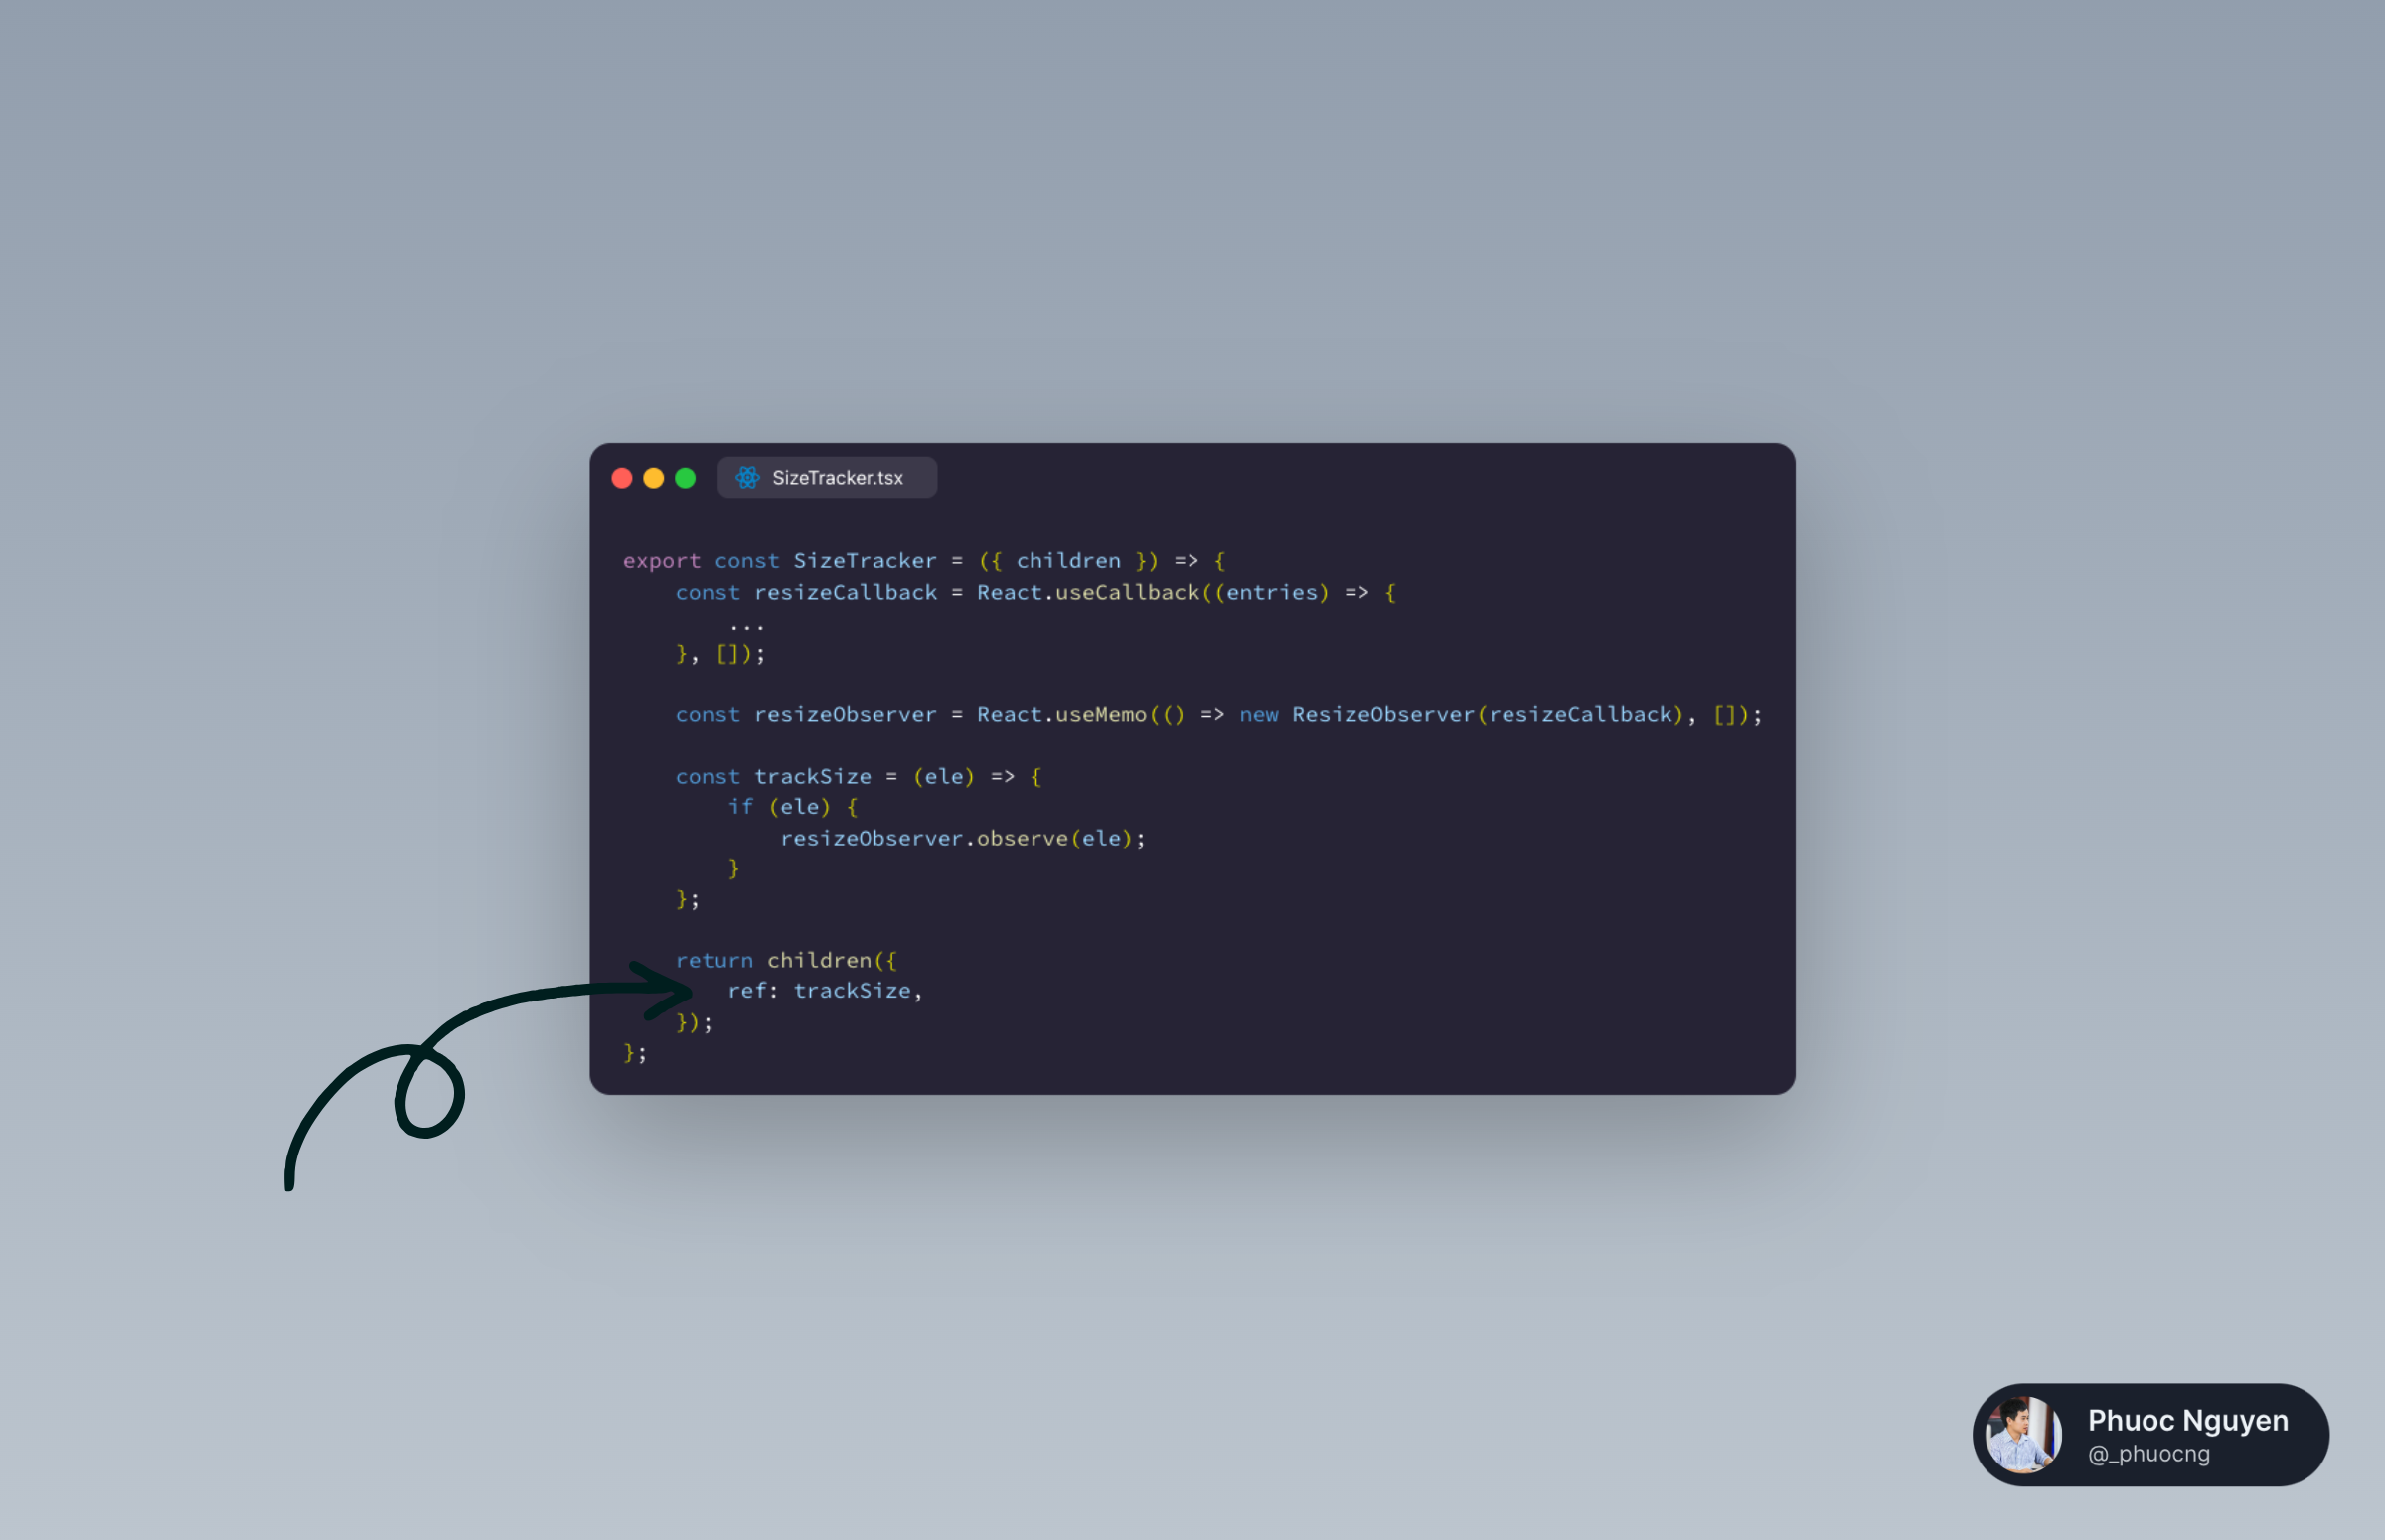 SizeTracker.tsx
export const SizeTracker = ({ children }) => {
    const resizeCallback = React.useCallback((entries) => {
        ...
    }, []);

    const resizeObserver = React.useMemo(() => new ResizeObserver(resizeCallback), []);

    const trackSize = (ele) => {
        if (ele) {
            resizeObserver.observe(ele);
        }
    };

    return children({
        ref: trackSize,
    });
};
Phuoc Nguyen
@_phuocng